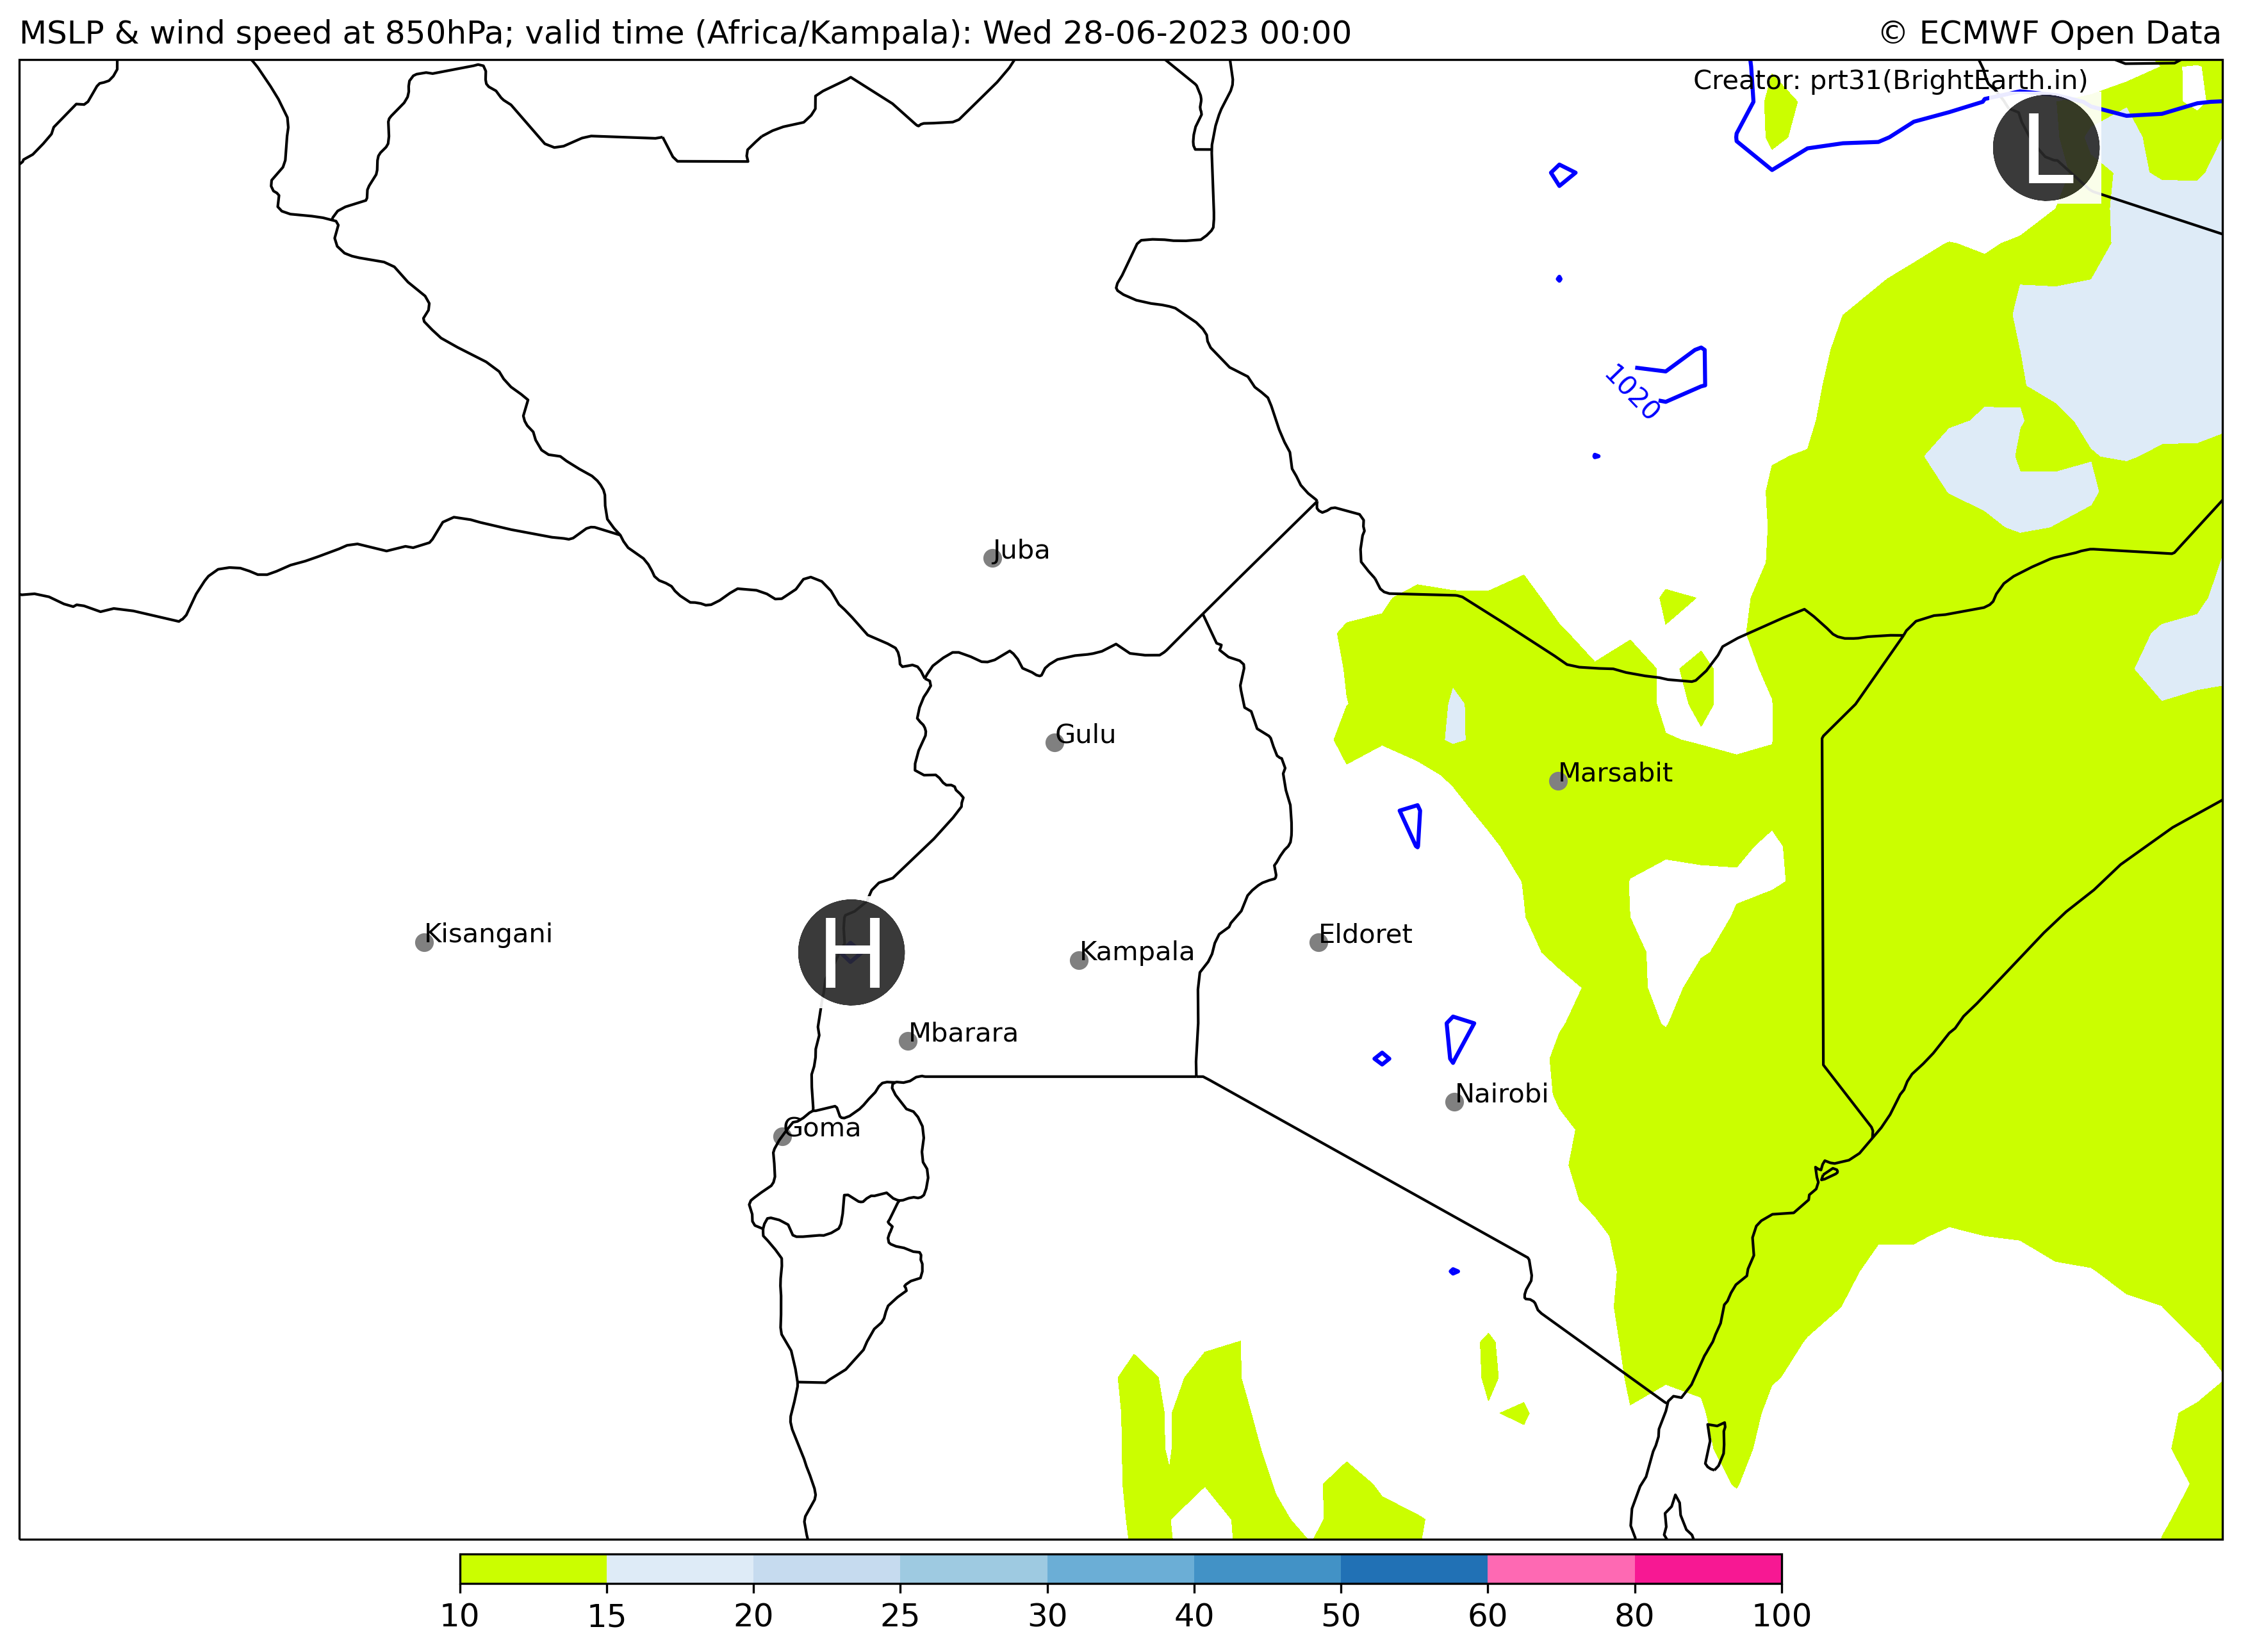 MSLP & wind speed at 850hPa; valid time (Africa/Kampala): Wed 28-06-2023 00:00
© ECMWF Open Data
Creator: prt31(BrightEarth.in)
L
1020
Juba
Gulu
Marsabit
Kisangani
H
Eldoret
Kampala
Mbarara
Nairobi
Goma
10 15 20 25 30 40 50 60 80 100